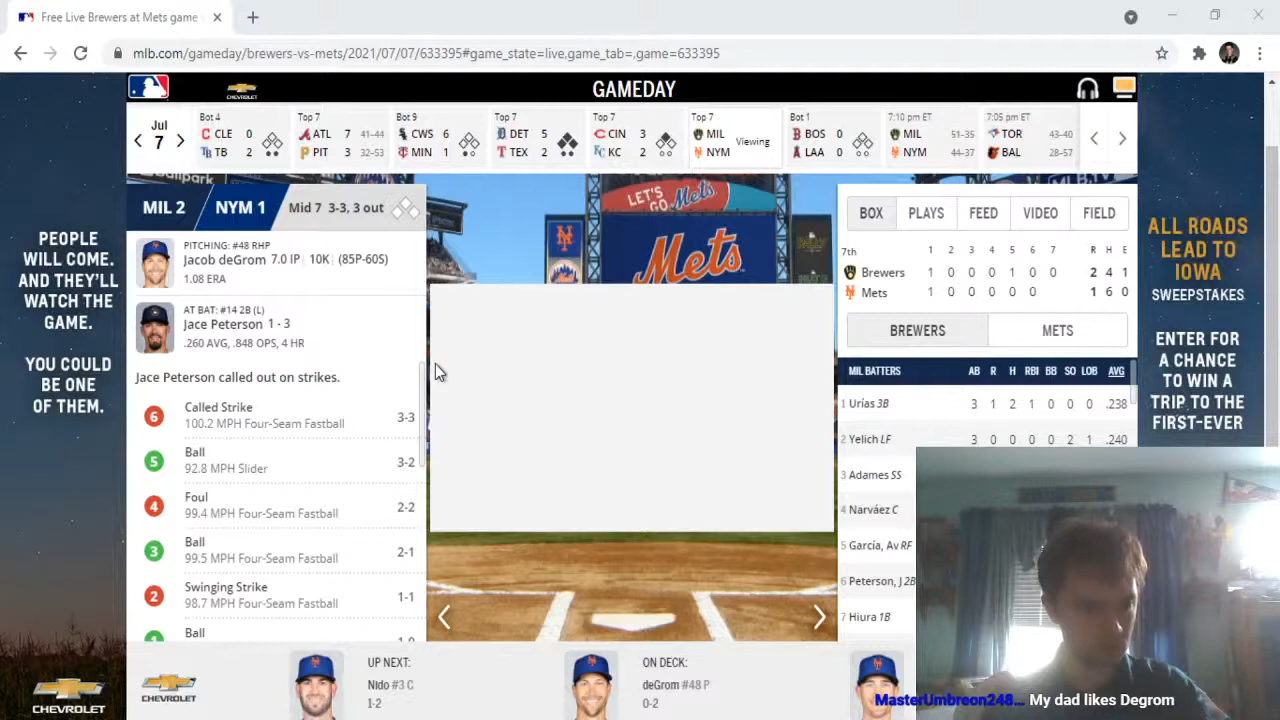 Free Live Brewers at Mets game
mlb.com/gameday/brewers-vs-mets/2021/07/07/633395#game_state=live,game_tab=,game=633395
CHEVROLET
GAMEDAY
Jul
7
Bot 4
CLE 0
TB 2
Top 7
ATL 7 41-44
PIT 3 32-53
Bot 9
CWS 6
MIN 1
Top 7
DET 5
TEX 2
Top 7
CIN 3
KC 2
Top 7
MIL
NYM
Viewing
Bot 1
BOS 0
LAA 0
7:10 pm ET
MIL 51-35
NYM 44-37
7:05 pm ET
TOR 43-40
BAL 28-57
MIL 2
NYM 1
Mid 7 3-3, 3 out
PITCHING: #48 RHP
Jacob deGrom 7.0 IP | 10K | (85P-60S)
1.08 ERA
AT BAT: #14 2B (L)
Jace Peterson 1 - 3
.260 AVG, .848 OPS, 4 HR
Jace Peterson called out on strikes.
6 Called Strike
100.2 MPH Four-Seam Fastball 3-3
5 Ball
92.8 MPH Slider 3-2
4 Foul
99.4 MPH Four-Seam Fastball 2-2
3 Ball
99.5 MPH Four-Seam Fastball 2-1
2 Swinging Strike
98.7 MPH Four-Seam Fastball 1-1
Ball
LET'S GO Mets
Mets
BOX PLAYS FEED VIDEO FIELD
7th 1 2 3 4 5 6 7 R H E
Brewers 1 0 0 0 1 0 0 2 4 1
Mets 1 0 0 0 0 0 1 6 0
BREWERS METS
MIL BATTERS AB R H RBI BB SO LOB AVG
1 Urías 3B 3 1 2 1 0 0 0 .238
2 Yelich LF 3 0 0 0 0 2 1 .240
3 Adames SS
4 Narváez C
5 García, Av RF
6 Peterson, J 2B
7 Hiura 1B
PEOPLE
WILL COME.
AND THEY'LL
WATCH THE
GAME.
YOU COULD
BE ONE
OF THEM.
CHEVROLET
ALL ROADS
LEAD TO
IOWA
SWEEPSTAKES
ENTER FOR
A CHANCE
TO WIN A
TRIP TO THE
FIRST-EVER
CHEVROLET
UP NEXT:
Nido #3 C
1-2
ON DECK:
deGrom #48 P
0-2
MasterUmbreon248... My dad likes Degrom